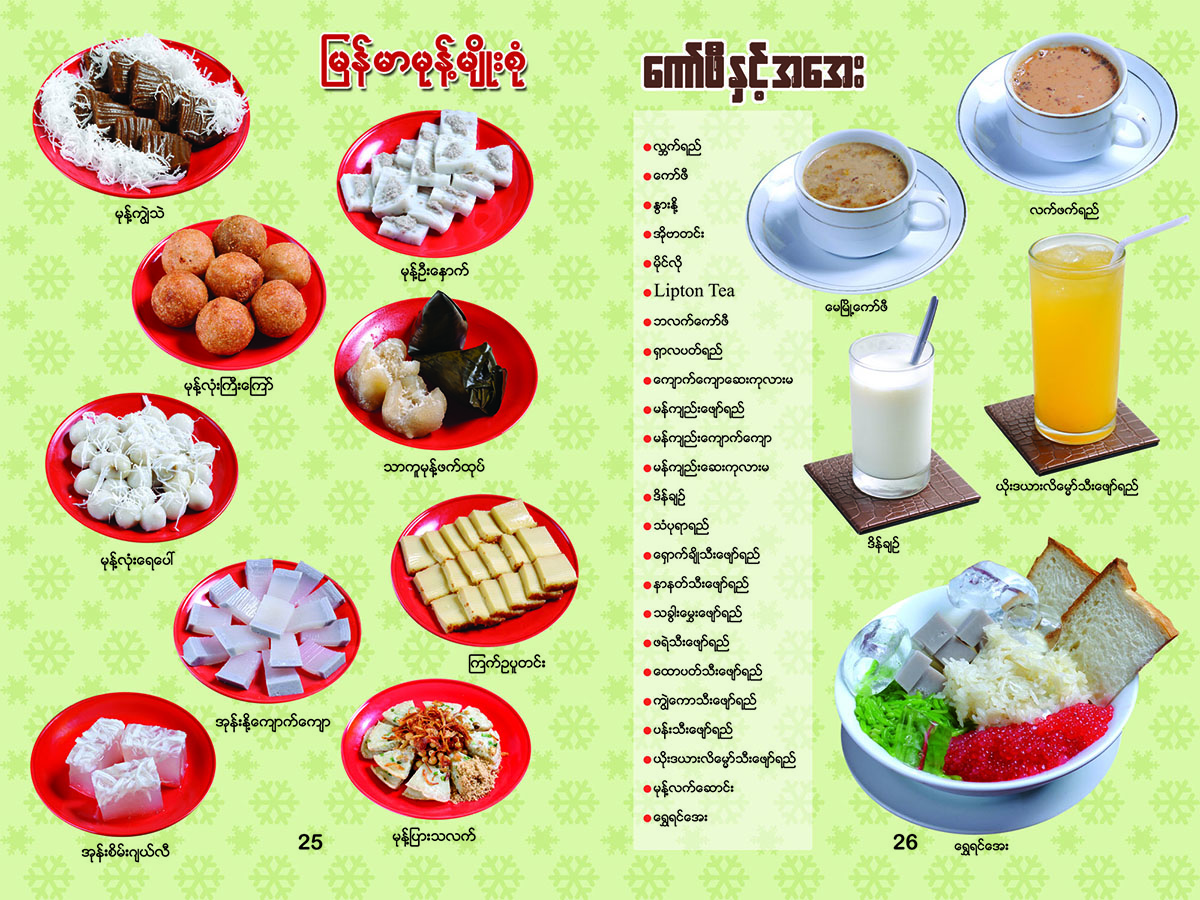 မြန်မာမုန့်မျိုးစုံ
မုန့်ကျွဲသဲ
မုန့်ဦးနှောက်
မုန့်လုံးကြီးကြော်
သာကူမုန့်ဖက်ထုပ်
မုန့်လုံးရေပေါ်
ကြက်ဥပူတင်း
အုန်းနို့ကျောက်ကျော
အုန်းစိမ်းဂျယ်လီ
မုန့်ပြားသလက်
25
ကော်ဖီနှင့်အအေး
လ္ဘက်ရည်
ကော်ဖီ
နွားနို့
အိုဗာတင်း
မိုင်လို
Lipton Tea
ဘလက်ကော်ဖီ
ရှာလပတ်ရည်
ကျောက်ကျောဆေးကုလားမ
မန်ကျည်းဖျော်ရည်
မန်ကျည်းကျောက်ကျော
မန်ကျည်းဆေးကုလားမ
ဒိန်ချဉ်
သံပုရာရည်
ရှောက်ချိုသီးဖျော်ရည်
နာနတ်သီးဖျော်ရည်
သခွါးမွှေးဖျော်ရည်
ဖရဲသီးဖျော်ရည်
ထောပတ်သီးဖျော်ရည်
ကျွဲကောသီးဖျော်ရည်
ပန်းသီးဖျော်ရည်
ယိုးဒယားလိမ္မော်သီးဖျော်ရည်
မုန့်လက်ဆောင်း
ရွှေရင်အေး
လက်ဖက်ရည်
မေမြို့ကော်ဖီ
ယိုးဒယားလိမ္မော်သီးဖျော်ရည်
ဒိန်ချဉ်
ရွှေရင်အေး
26